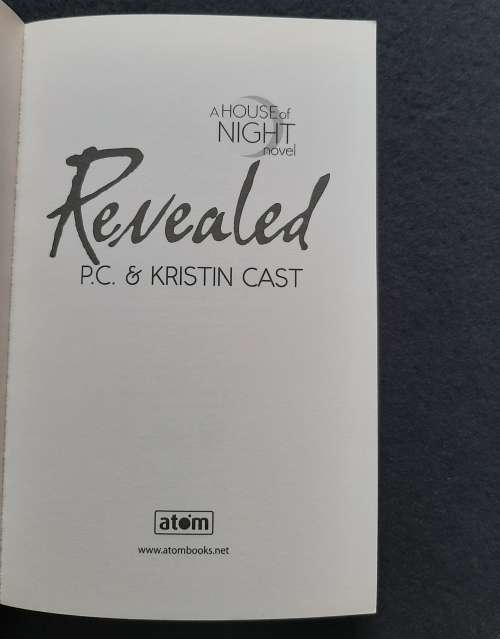 A HOUSE of
NIGHT
novel
Revealed
P.C. & KRISTIN CAST
atom
www.atombooks.net